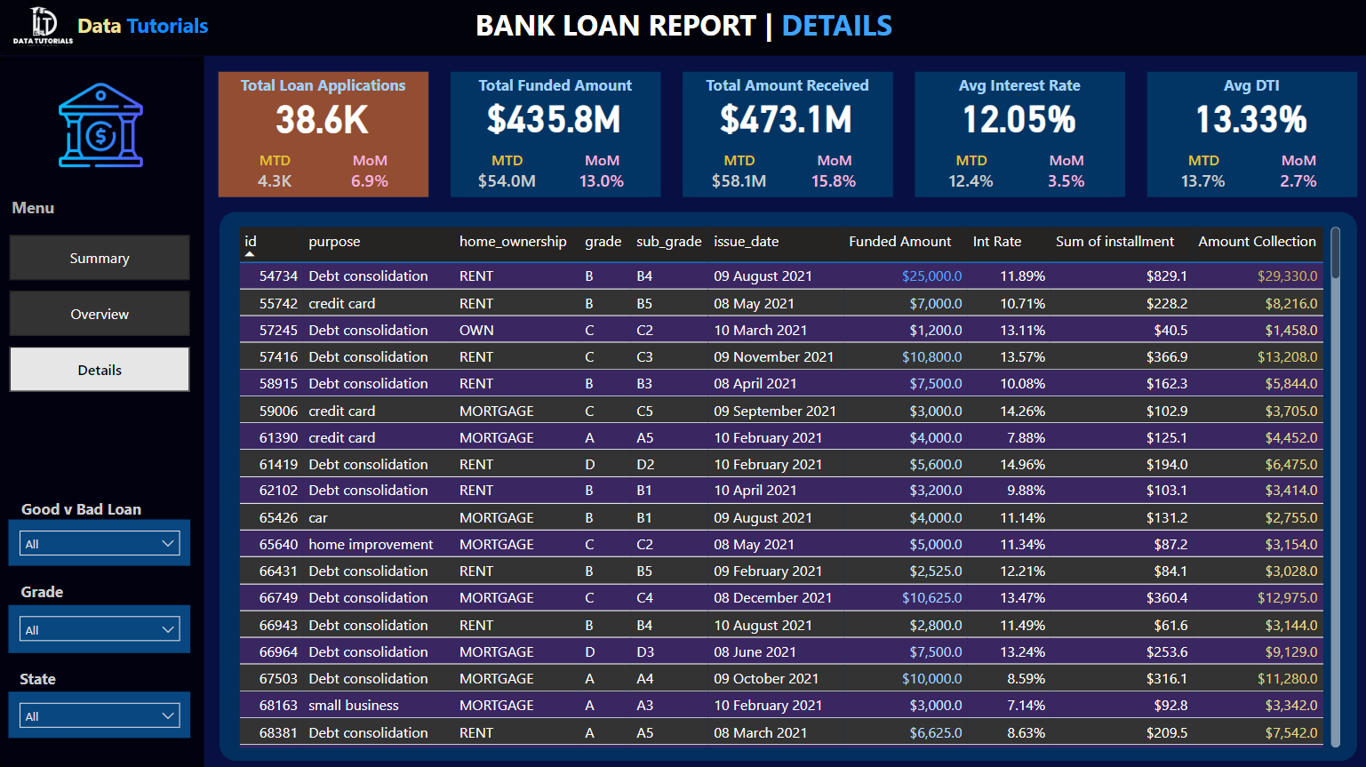 DATA TUTORIALS
Data Tutorials
BANK LOAN REPORT | DETAILS
Menu
Summary
Overview
Details
Good v Bad Loan
All
Grade
All
State
All
Total Loan Applications
38.6K
MTD MoM
4.3K 6.9%
Total Funded Amount
$435.8M
MTD MoM
$54.0M 13.0%
Total Amount Received
$473.1M
MTD MoM
$58.1M 15.8%
Avg Interest Rate
12.05%
MTD MoM
12.4% 3.5%
Avg DTI
13.33%
MTD MoM
13.7% 2.7%
id purpose home_ownership grade sub_grade issue_date Funded Amount Int Rate Sum of installment Amount Collection
54734 Debt consolidation RENT B B4 09 August 2021 $25,000.0 11.89% $829.1 $29,330.0
55742 credit card RENT B B5 08 May 2021 $7,000.0 10.71% $228.2 $8,216.0
57245 Debt consolidation OWN C C2 10 March 2021 $1,200.0 13.11% $40.5 $1,458.0
57416 Debt consolidation RENT C C3 09 November 2021 $10,800.0 13.57% $366.9 $13,208.0
58915 Debt consolidation RENT B B3 08 April 2021 $7,500.0 10.08% $162.3 $5,844.0
59006 credit card MORTGAGE C C5 09 September 2021 $3,000.0 14.26% $102.9 $3,705.0
61390 credit card MORTGAGE A A5 10 February 2021 $4,000.0 7.88% $125.1 $4,452.0
61419 Debt consolidation RENT D D2 10 February 2021 $5,600.0 14.96% $194.0 $6,475.0
62102 Debt consolidation RENT B B1 10 April 2021 $3,200.0 9.88% $103.1 $3,414.0
65426 car MORTGAGE B B1 09 August 2021 $4,000.0 11.14% $131.2 $2,755.0
65640 home improvement MORTGAGE C C2 08 May 2021 $5,000.0 11.34% $87.2 $3,154.0
66431 Debt consolidation RENT B B5 09 February 2021 $2,525.0 12.21% $84.1 $3,028.0
66749 Debt consolidation MORTGAGE C C4 08 December 2021 $10,625.0 13.47% $360.4 $12,975.0
66943 Debt consolidation RENT B B4 10 August 2021 $2,800.0 11.49% $61.6 $3,144.0
66964 Debt consolidation MORTGAGE D D3 08 June 2021 $7,500.0 13.24% $253.6 $9,129.0
67503 Debt consolidation MORTGAGE A A4 09 October 2021 $10,000.0 8.59% $316.1 $11,280.0
68163 small business MORTGAGE A A3 10 February 2021 $3,000.0 7.14% $92.8 $3,342.0
68381 Debt consolidation RENT A A5 08 March 2021 $6,625.0 8.63% $209.5 $7,542.0